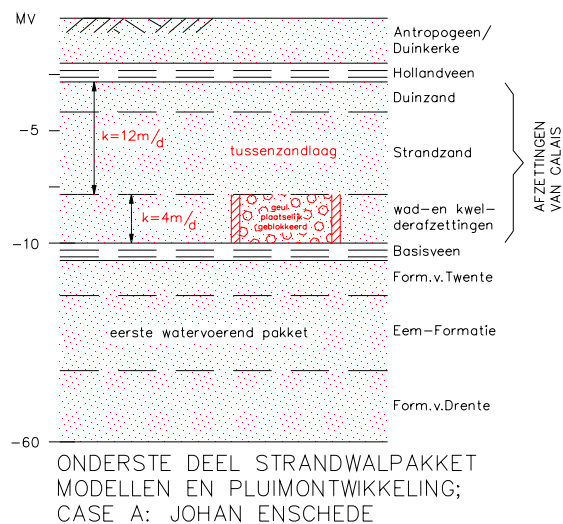 MV
Antropogeen/
Duinkerke
Hollandveen
Duinzand
-5
k=12m/d
tussenzandlaag
Strandzand
AFZETTINGEN
VAN CALAIS
k=4m/d
geul
plaatselijk
geblokkeerd
wad-en kwel-
derafzettingen
-10
Basisveen
Form.v.Twente
eerste watervoerend pakket
Eem-Formatie
Form.v.Drente
-60
ONDERSTE DEEL STRANDWALPAKKET
MODELLEN EN PLUIMONTWIKKELING;
CASE A: JOHAN ENSCHEDE